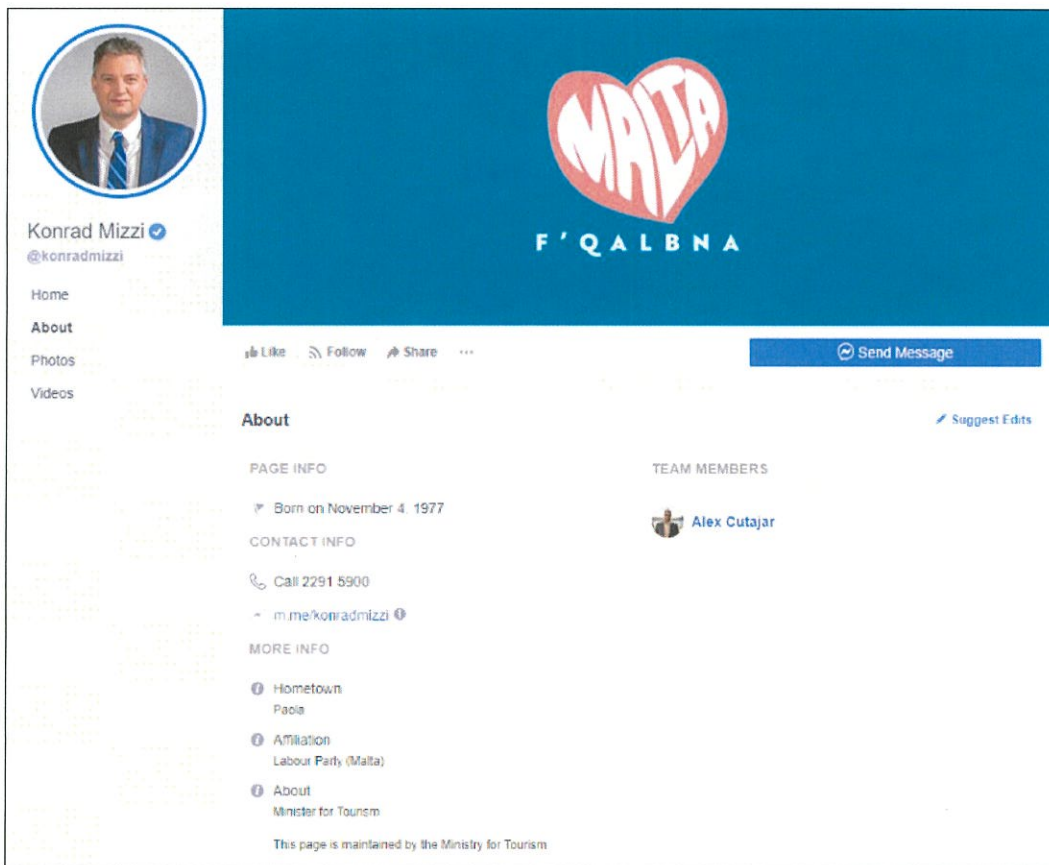 MALTA
F'QALBNA
Konrad Mizzi
@konradmizzi
Home
About
Photos
Videos
Like Follow Share ...
Send Message
About
Suggest Edits
PAGE INFO
Born on November 4, 1977
CONTACT INFO
Call 2291 5900
m.me/konradmizzi
MORE INFO
Hometown
Paola
Affiliation
Labour Party (Malta)
About
Minister for Tourism
This page is maintained by the Ministry for Tourism
TEAM MEMBERS
Alex Cutajar